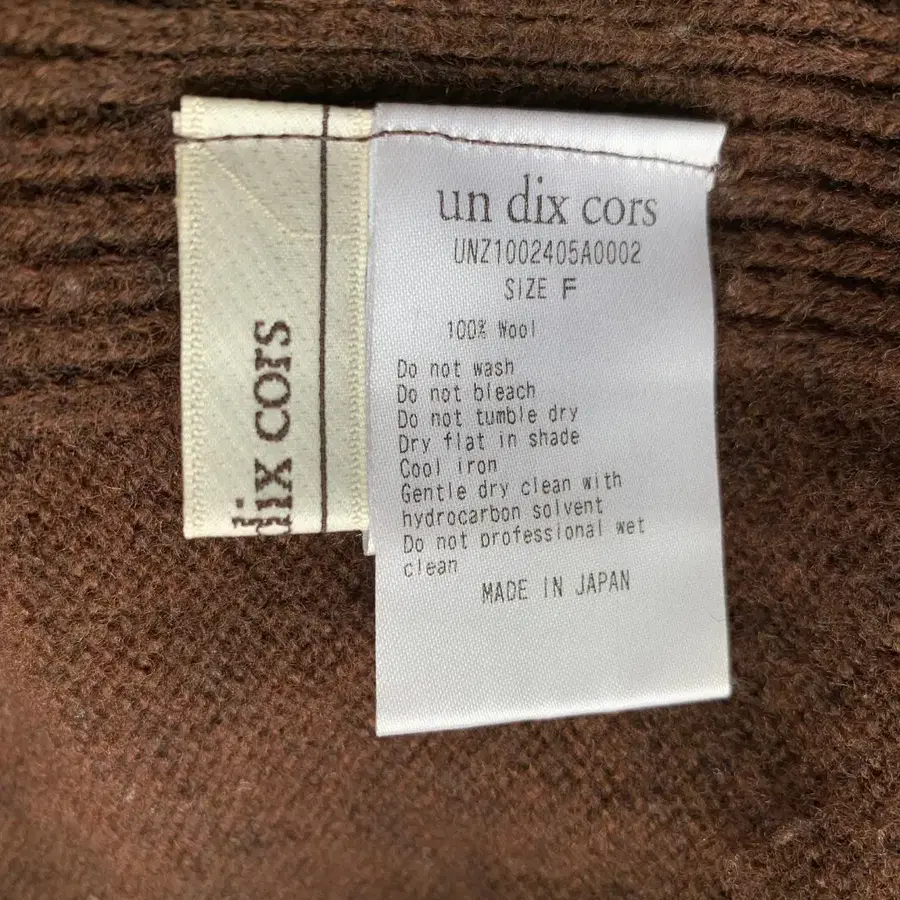 dix cors
un dix cors
UNZ1002405A0002
SIZE F
100% Wool
Do not wash
Do not bleach
Do not tumble dry
Dry flat in shade
Cool iron
Gentle dry clean with
hydrocarbon solvent
Do not professional wet
clean
MADE IN JAPAN